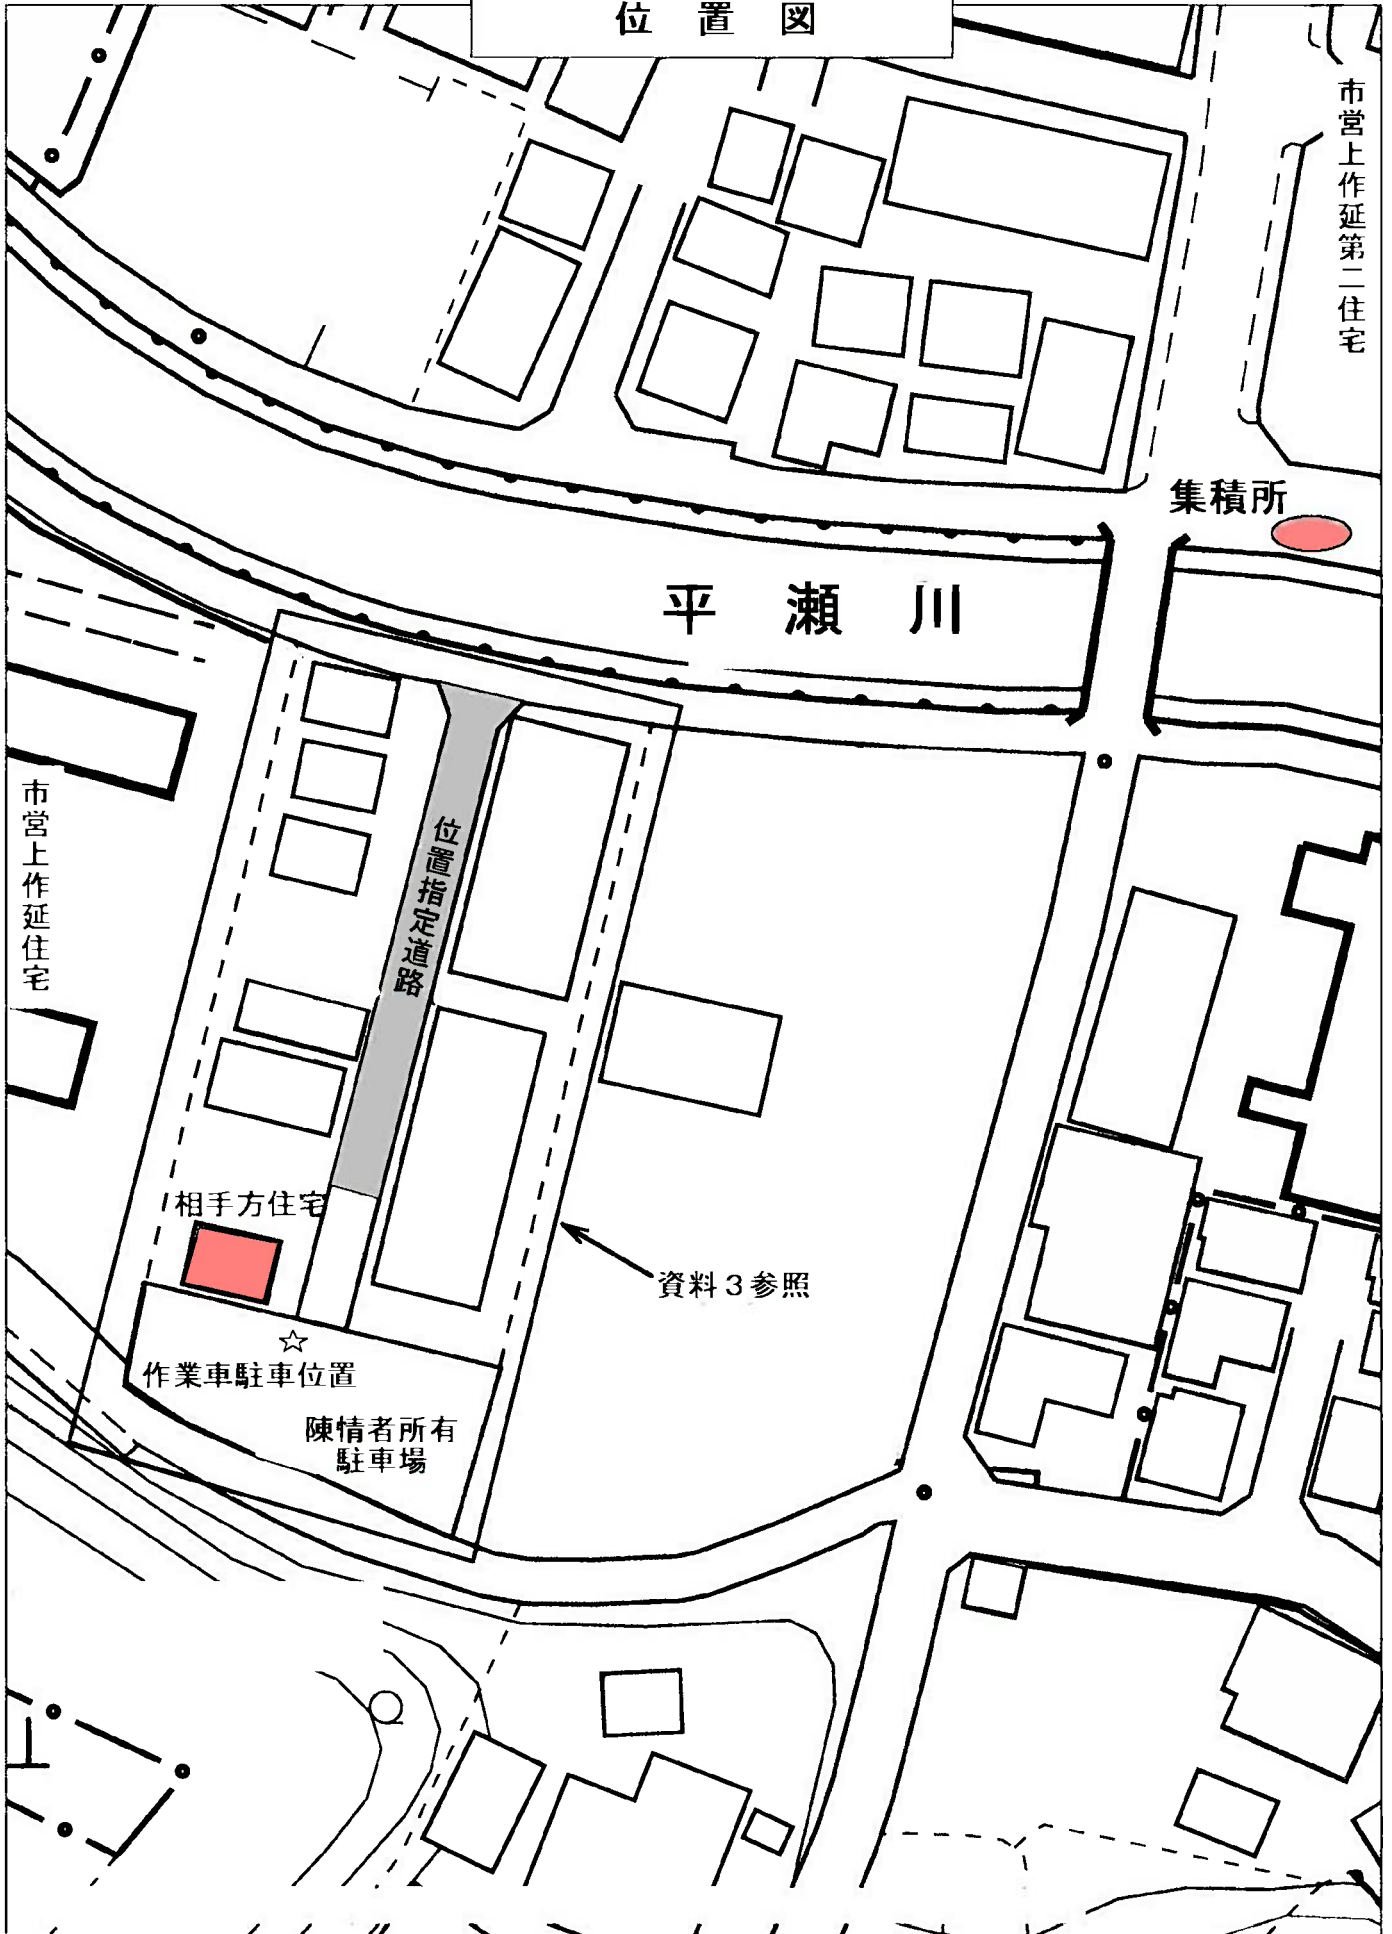 位置図
市営上作延第二住宅
集積所
平瀬川
市営上作延住宅
位置指定道路
相手方住宅
資料３参照
☆
作業車駐車位置
陳情者所有
駐車場